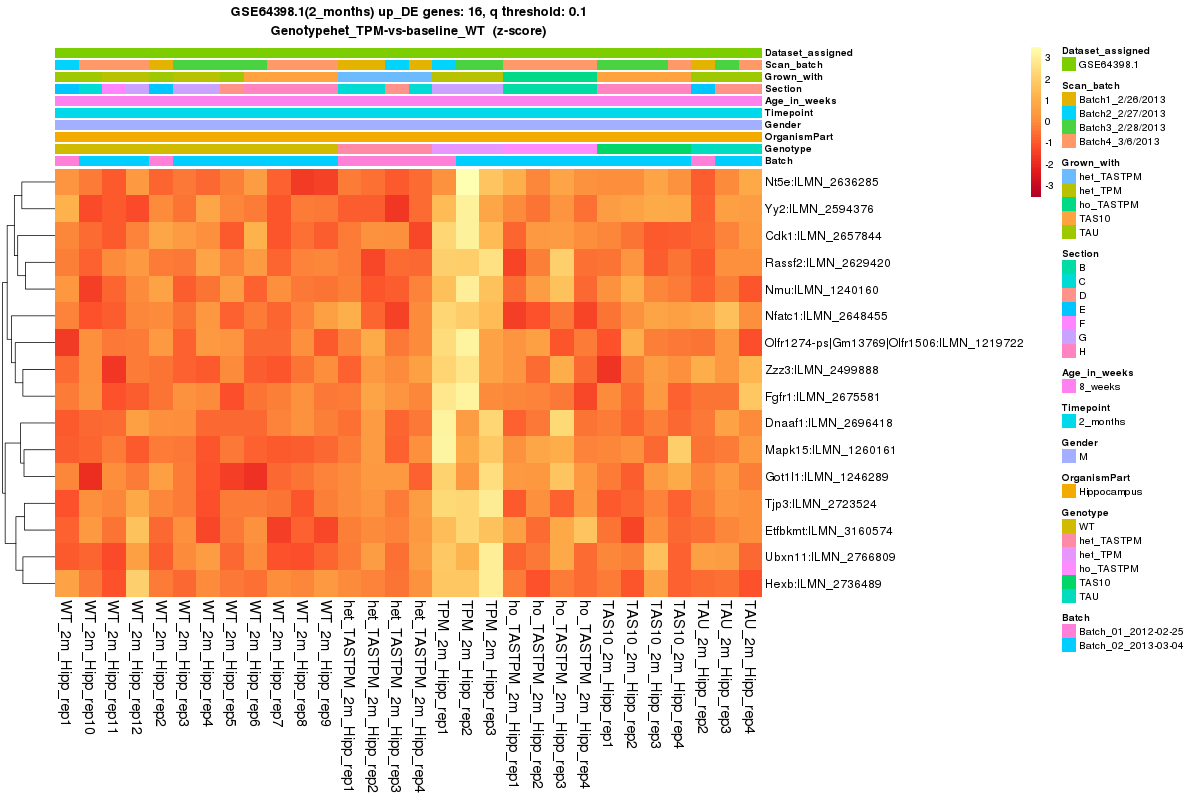 GSE64398.1(2_months) up_DE genes: 16, q threshold: 0.1
Genotypehet_TPM-vs-baseline_WT (z-score)
Dataset_assigned
Scan_batch
Grown_with
Section
Age_in_weeks
Timepoint
Gender
OrganismPart
Genotype
Batch
Nt5e:ILMN_2636285
Yy2:ILMN_2594376
Cdk1:ILMN_2657844
Rassf2:ILMN_2629420
Nmu:ILMN_1240160
Nfatc1:ILMN_2648455
Olfr1274-ps|Gm13769|Olfr1506:ILMN_1219722
Zzz3:ILMN_2499888
Fgfr1:ILMN_2675581
Dnaaf1:ILMN_2696418
Mapk15:ILMN_1260161
Got1l1:ILMN_1246289
Tjp3:ILMN_2723524
Etfbkmt:ILMN_3160574
Ubxn11:ILMN_2766809
Hexb:ILMN_2736489
WT_2m_Hipp_rep1
WT_2m_Hipp_rep10
WT_2m_Hipp_rep11
WT_2m_Hipp_rep12
WT_2m_Hipp_rep2
WT_2m_Hipp_rep3
WT_2m_Hipp_rep4
WT_2m_Hipp_rep5
WT_2m_Hipp_rep6
WT_2m_Hipp_rep7
WT_2m_Hipp_rep8
WT_2m_Hipp_rep9
het_TASTPM_2m_Hipp_rep1
het_TASTPM_2m_Hipp_rep2
het_TASTPM_2m_Hipp_rep3
het_TASTPM_2m_Hipp_rep4
TPM_2m_Hipp_rep1
TPM_2m_Hipp_rep2
TPM_2m_Hipp_rep3
ho_TASTPM_2m_Hipp_rep1
ho_TASTPM_2m_Hipp_rep2
ho_TASTPM_2m_Hipp_rep3
ho_TASTPM_2m_Hipp_rep4
TAS10_2m_Hipp_rep1
TAS10_2m_Hipp_rep2
TAS10_2m_Hipp_rep3
TAS10_2m_Hipp_rep4
TAU_2m_Hipp_rep2
TAU_2m_Hipp_rep3
TAU_2m_Hipp_rep4
3
2
1
0
-1
-2
-3
Dataset_assigned
GSE64398.1
Scan_batch
Batch1_2/26/2013
Batch2_2/27/2013
Batch3_2/28/2013
Batch4_3/6/2013
Grown_with
het_TASTPM
het_TPM
ho_TASTPM
TAS10
TAU
Section
B
C
D
E
F
G
H
Age_in_weeks
8_weeks
Timepoint
2_months
Gender
M
OrganismPart
Hippocampus
Genotype
WT
het_TASTPM
het_TPM
ho_TASTPM
TAS10
TAU
Batch
Batch_01_2012-02-25
Batch_02_2013-03-04